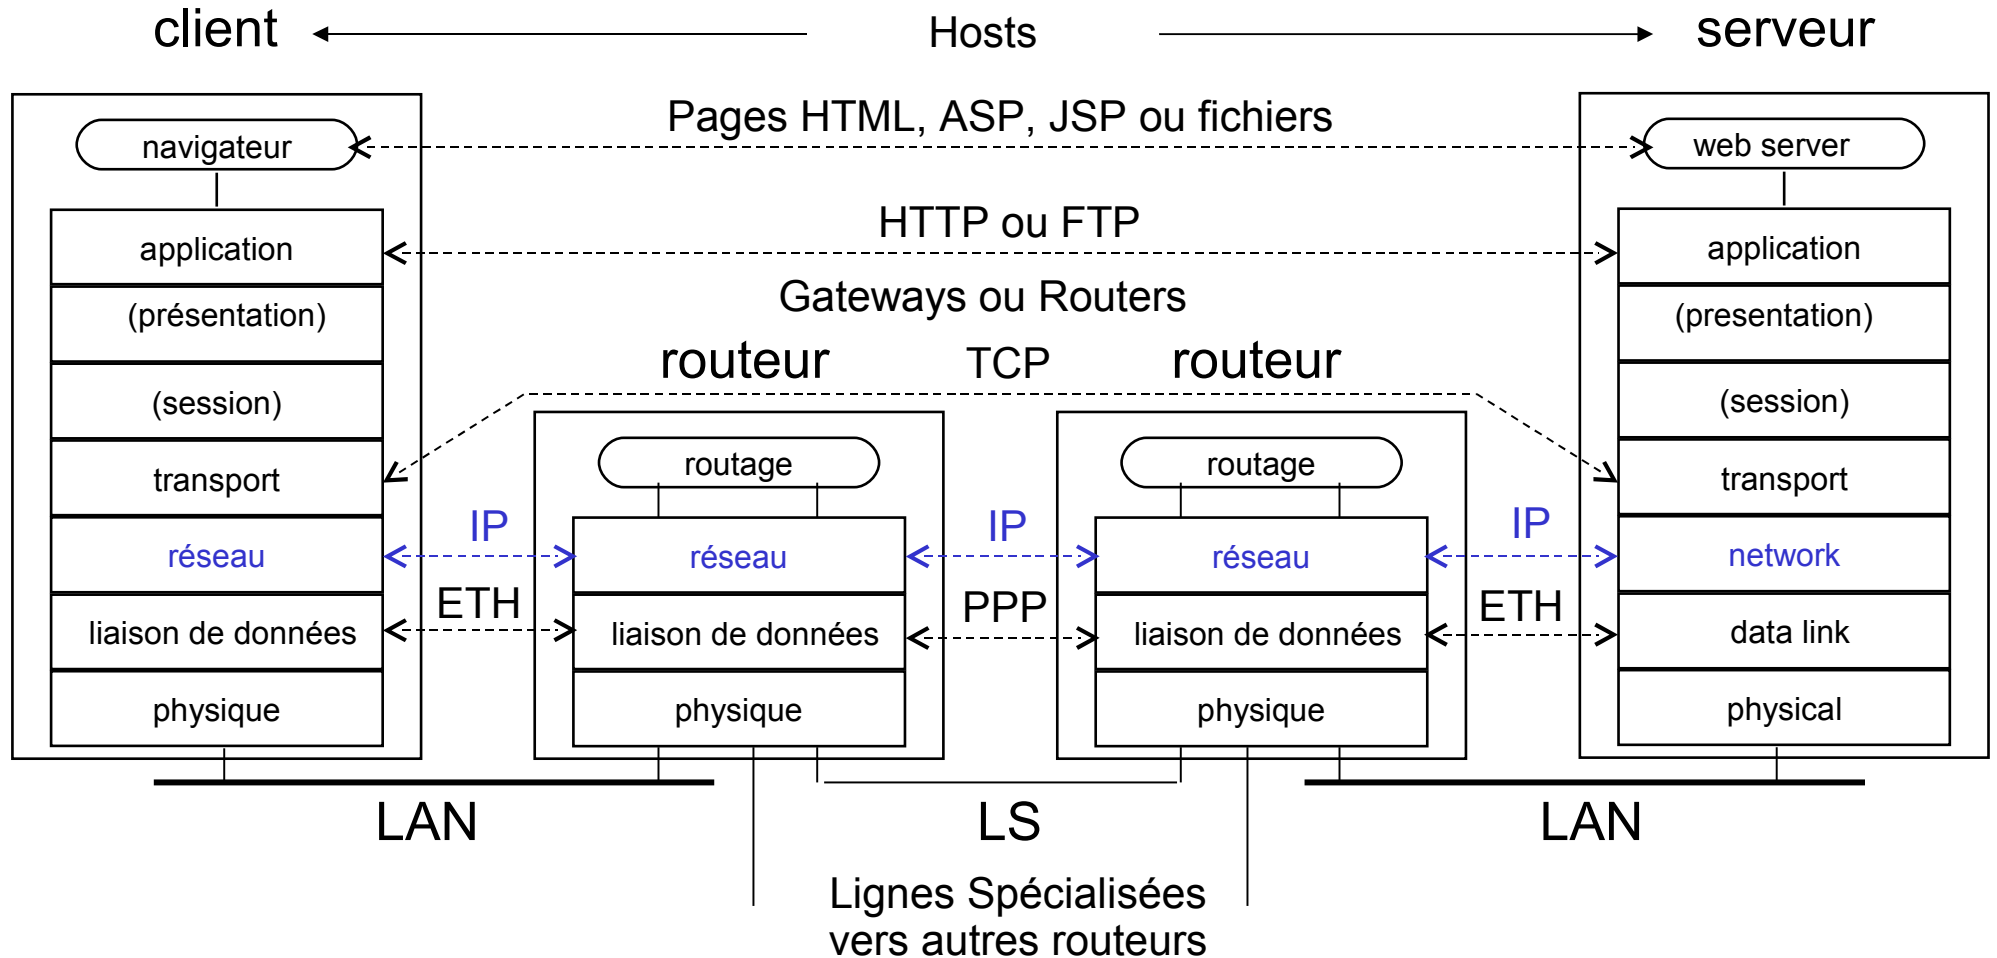 client
Hosts
serveur
Pages HTML, ASP, JSP ou fichiers
navigateur
web server
HTTP ou FTP
application
application
Gateways ou Routers
(présentation)
(presentation)
routeur
TCP
routeur
(session)
(session)
routage
routage
transport
transport
IP
IP
IP
réseau
réseau
réseau
network
ETH
PPP
ETH
liaison de données
liaison de données
liaison de données
data link
physique
physique
physique
physical
LAN
LS
LAN
Lignes Spécialisées
vers autres routeurs